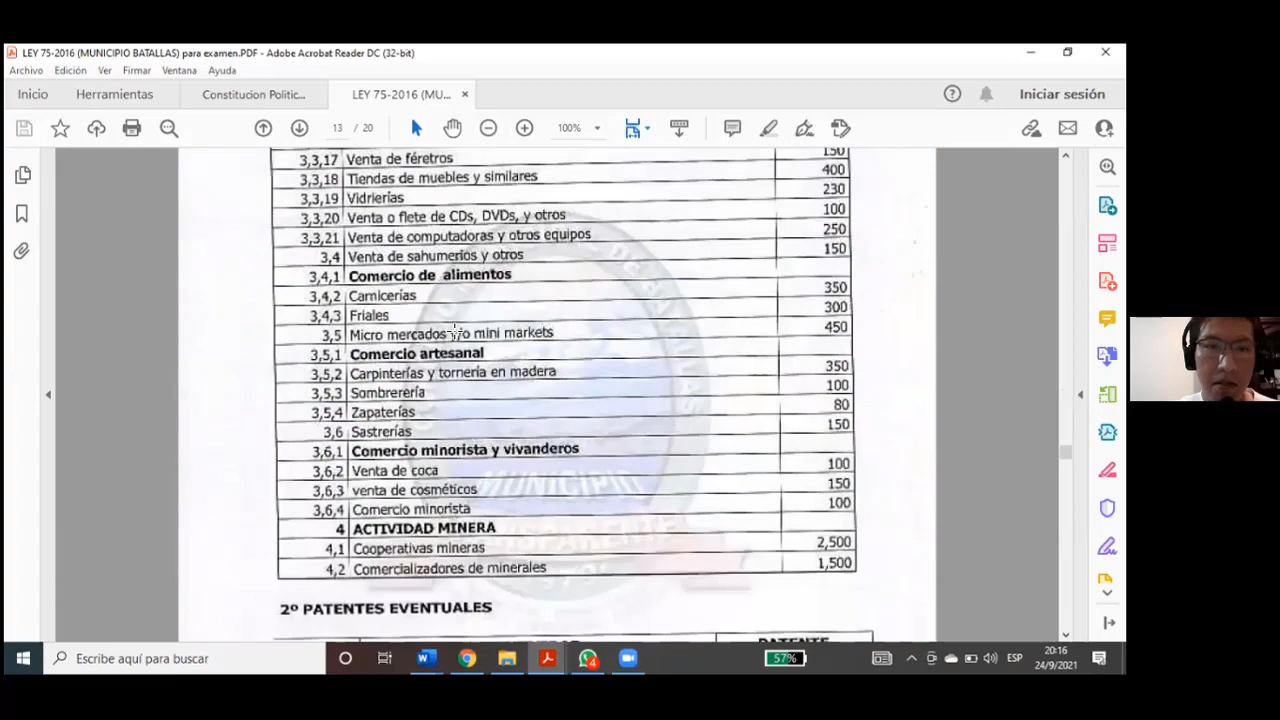 LEY 75-2016 (MUNICIPIO BATALLAS) para examen.PDF - Adobe Acrobat Reader DC (32-bit)
Archivo Edición Ver Firmar Ventana Ayuda
Inicio Herramientas Constitucion Politic... LEY 75-2016 (MU... × Iniciar sesión
13 / 20 100%
3,3,17 Venta de féretros 150
3,3,18 Tiendas de muebles y similares 400
3,3,19 Vidrierías 230
3,3,20 Venta o flete de CDs, DVDs, y otros 100
3,3,21 Venta de computadoras y otros equipos 250
3,4 Venta de sahumerios y otros 150
3,4,1 Comercio de alimentos
3,4,2 Carnicerías 350
3,4,3 Friales 300
3,5 Micro mercados y/o mini markets 450
3,5,1 Comercio artesanal
3,5,2 Carpinterías y tornería en madera 350
3,5,3 Sombrerería 100
3,5,4 Zapaterías 80
3,6 Sastrerías 150
3,6,1 Comercio minorista y vivanderos
3,6,2 Venta de coca 100
3,6,3 venta de cosméticos 150
3,6,4 Comercio minorista 100
4 ACTIVIDAD MINERA
4,1 Cooperativas mineras 2,500
4,2 Comercializadores de minerales 1,500
MUNICIPIO
2º PATENTES EVENTUALES
PATENTE
Escribe aquí para buscar 4 57% ESP 20:16
24/9/2021